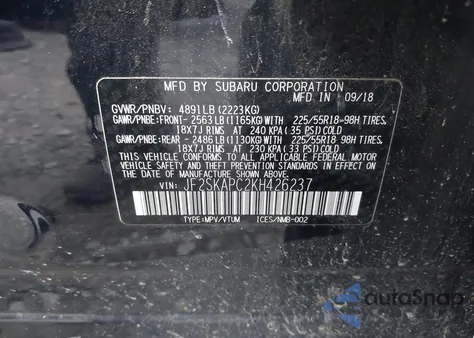 MFD BY SUBARU CORPORATION
MFD IN 09/18
GVWR/PNBV: 4891LB (2223KG)
GAWR/PNBE:FRONT- 2563LB(1165KG)WITH 225/55R18-98H TIRES,
18X7J RIMS AT 240 KPA (35 PSI)COLD
GAWR/PNBE:REAR - 2486LB(1130KG)WITH 225/55R18 98H TIRES,
18X7J RIMS AT 230 KPA (33 PSI)COLD
THIS VEHICLE CONFORMS TO ALL APPLICABLE FEDERAL MOTOR
VEHICLE SAFETY AND THEFT PREVENTION STANDARDS IN EFFECT ON THE
DATE OF MANUFACTURE SHOWN ABOVE.
VIN: JF2SKAPC2KH426237
TYPE:MPV/VTUM ICES/NMB-002
autoSnap